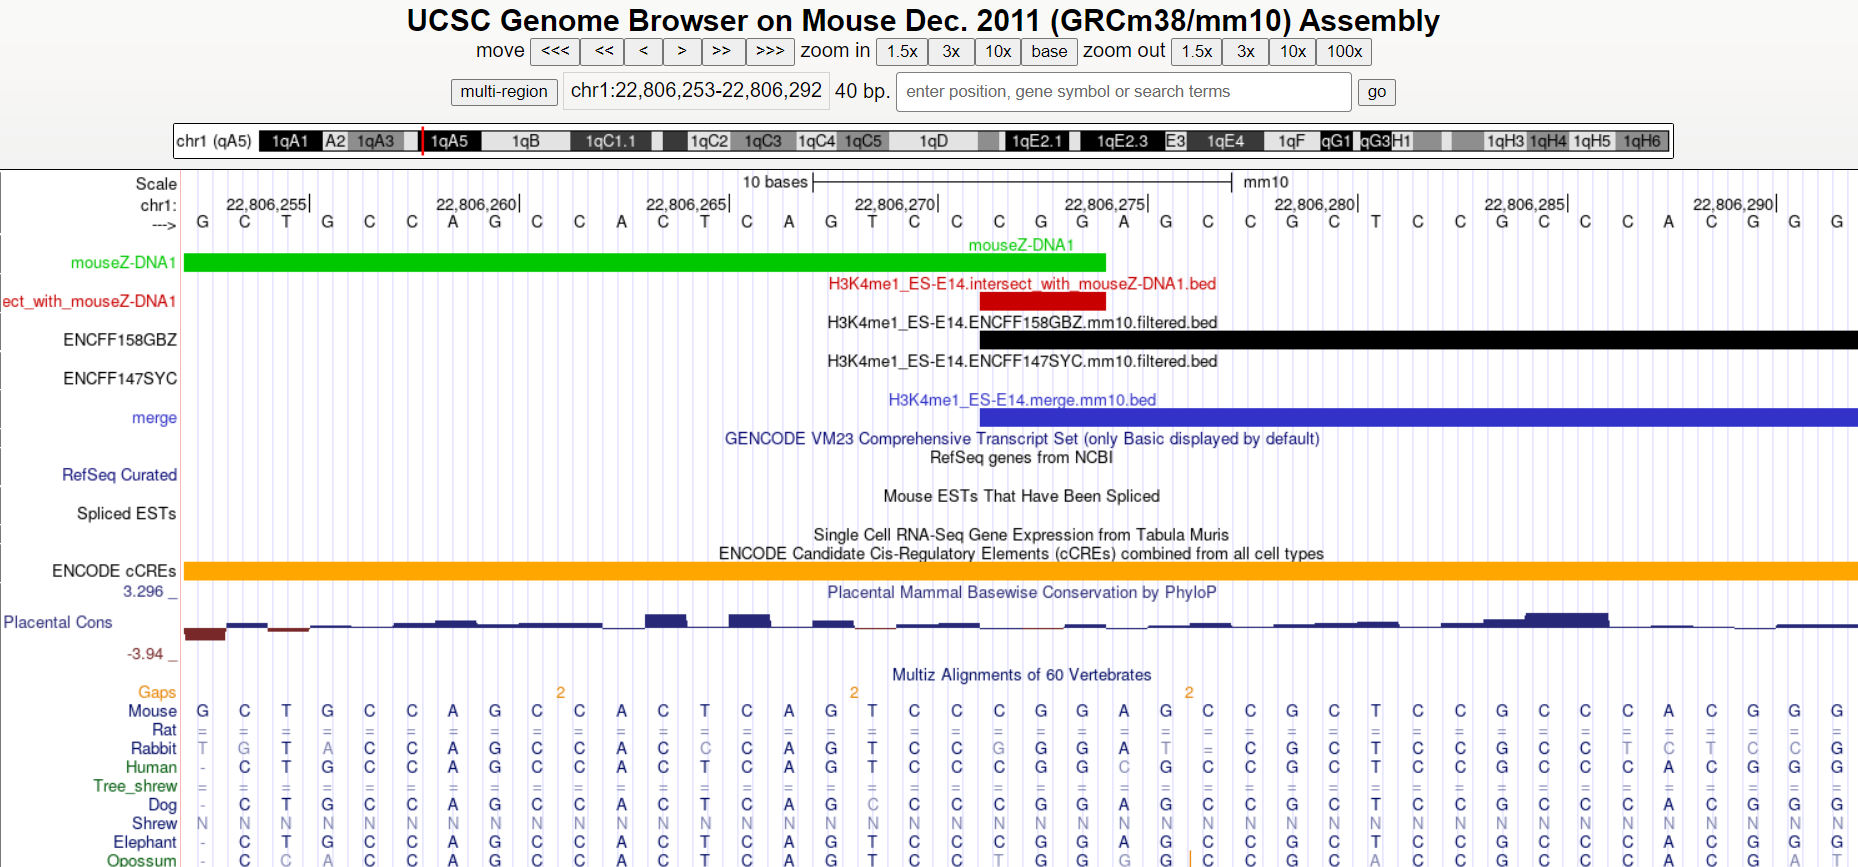 UCSC Genome Browser on Mouse Dec. 2011 (GRCm38/mm10) Assembly
move <<< << < > >> >>> zoom in 1.5x 3x 10x base zoom out 1.5x 3x 10x 100x
multi-region chr1:22,806,253-22,806,292 40 bp. enter position, gene symbol or search terms go
chr1 (qA5) 1qA1 A2 1qA3 1qA5 1qB 1qC1.1 1qC2 1qC3 1qC4 1qC5 1qD 1qE2.1 1qE2.3 E3 1qE4 1qF qG1 qG3 H1 1qH3 1qH4 1qH5 1qH6
Scale 10 bases mm10
chr1: 22,806,255 22,806,260 22,806,265 22,806,270 22,806,275 22,806,280 22,806,285 22,806,290
---> G C T G C C A G C C A C T C A G T C C C G G A G C C G C T C C G C C C A C G G G
mouseZ-DNA1
mouseZ-DNA1
H3K4me1_ES-E14.intersect_with_mouseZ-DNA1.bed
ect_with_mouseZ-DNA1
H3K4me1_ES-E14.ENCFF158GBZ.mm10.filtered.bed
ENCFF158GBZ
H3K4me1_ES-E14.ENCFF147SYC.mm10.filtered.bed
ENCFF147SYC
H3K4me1_ES-E14.merge.mm10.bed
merge
GENCODE VM23 Comprehensive Transcript Set (only Basic displayed by default)
RefSeq genes from NCBI
RefSeq Curated
Mouse ESTs That Have Been Spliced
Spliced ESTs
Single Cell RNA-Seq Gene Expression from Tabula Muris
ENCODE Candidate Cis-Regulatory Elements (cCREs) combined from all cell types
ENCODE cCREs
3.296 _
Placental Mammal Basewise Conservation by PhyloP
Placental Cons
-3.94 _
Multiz Alignments of 60 Vertebrates
Gaps 2 2 2
Mouse G C T G C C A G C C A C T C A G T C C C G G A G C C G C T C C G C C C A C G G G
Rat = = = = = = = = = = = = = = = = = = = = = = = = = = = = = = = = = = = = = = = =
Rabbit T G T A C C A G C C A C C C A G T C C G G G A T = C G C T C C G C C T C T C C G
Human - C T G C C A G C C A C T C A G T C C C G G C G C C G C T C C G C C C A C G G G
Tree_shrew = = = = = = = = = = = = = = = = = = = = = = = = = = = = = = = = = = = = = = = =
Dog - C T G C C A G C C A C T C A G C C C C G G A G C C G C T C C G C C C A C G G G
Shrew N N N N N N N N N N N N N N N N N N N N N N N N N N N N N N N N N N N N N N N N
Elephant - C T G C C A G C C A C T C A G T C C C G G A G C C G C T C C G C C C A C G G G
Opossum - C C A C C A G C C A C T C A G T C C T G G G G C C G C A C C G C C C A C G A T